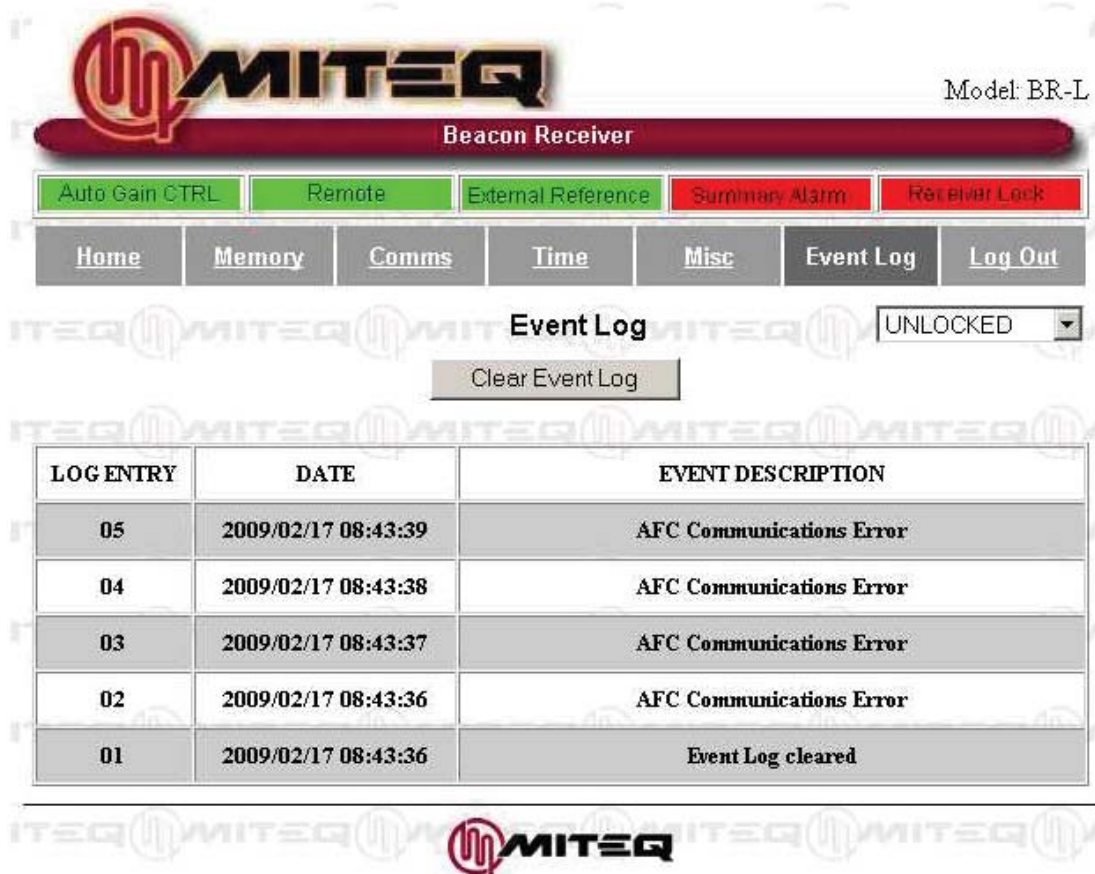 MITEQ
Model: BR-L
Beacon Receiver
Auto Gain CTRL Remote External Reference Summary Alarm Receiver Lock
Home Memory Comms Time Misc Event Log Log Out
Event Log UNLOCKED
Clear Event Log
LOG ENTRY DATE EVENT DESCRIPTION
05 2009/02/17 08:43:39 AFC Communications Error
04 2009/02/17 08:43:38 AFC Communications Error
03 2009/02/17 08:43:37 AFC Communications Error
02 2009/02/17 08:43:36 AFC Communications Error
01 2009/02/17 08:43:36 Event Log cleared
MITEQ